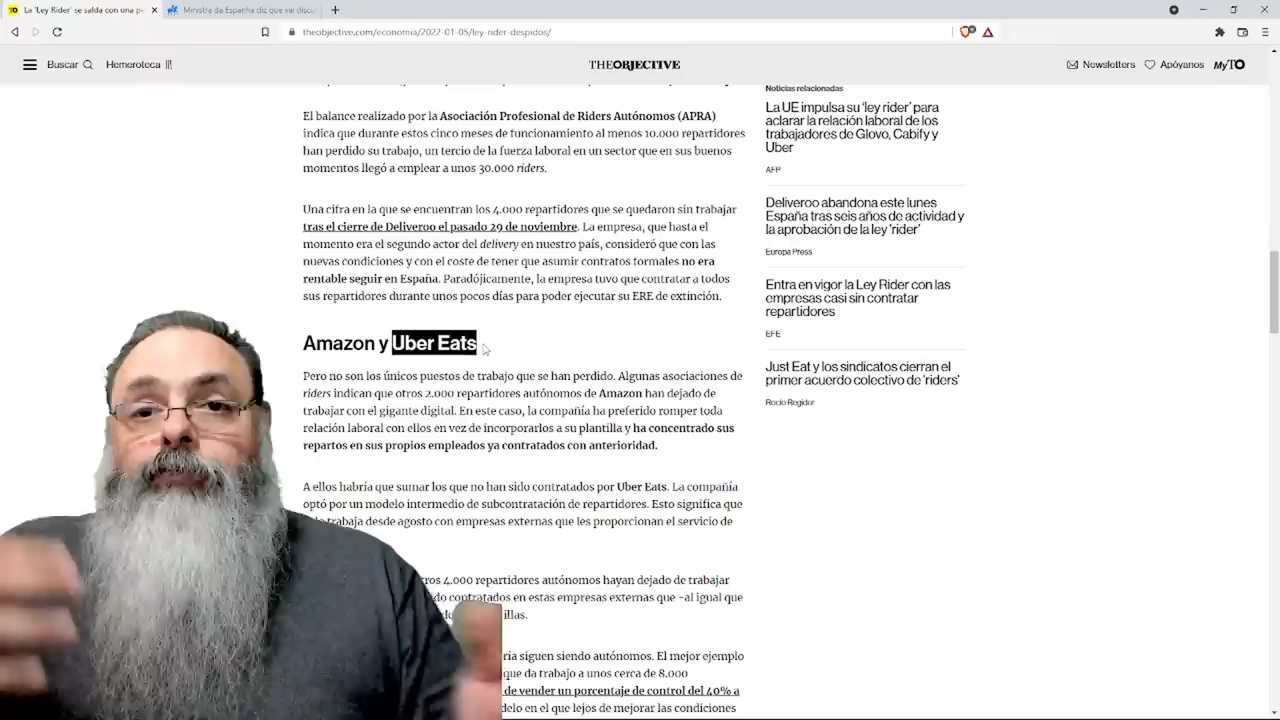 La 'Ley Rider' se salda con una pe
Ministra da Espanha diz que vai discu
theobjective.com/economia/2022-01-05/ley-rider-despidos/
Buscar
Hemeroteca
THEOBJECTIVE
Newsletters
Apóyanos
MyTO
El balance realizado por la Asociación Profesional de Riders Autónomos (APRA)
indica que durante estos cinco meses de funcionamiento al menos 10.000 repartidores
han perdido su trabajo, un tercio de la fuerza laboral en un sector que en sus buenos
momentos llegó a emplear a unos 30.000 riders.
Una cifra en la que se encuentran los 4.000 repartidores que se quedaron sin trabajar
tras el cierre de Deliveroo el pasado 29 de noviembre. La empresa, que hasta el
momento era el segundo actor del delivery en nuestro país, consideró que con las
nuevas condiciones y con el coste de tener que asumir contratos formales no era
rentable seguir en España. Paradójicamente, la empresa tuvo que contratar a todos
sus repartidores durante unos pocos días para poder ejecutar su ERE de extinción.
Amazon y Uber Eats
Pero no son los únicos puestos de trabajo que se han perdido. Algunas asociaciones de
riders indican que otros 2.000 repartidores autónomos de Amazon han dejado de
trabajar con el gigante digital. En este caso, la compañía ha preferido romper toda
relación laboral con ellos en vez de incorporarlos a su plantilla y ha concentrado sus
repartos en sus propios empleados ya contratados con anterioridad.
A ellos habría que sumar los que no han sido contratados por Uber Eats. La compañía
optó por un modelo intermedio de subcontratación de repartidores. Esto significa que
trabaja desde agosto con empresas externas que les proporcionan el servicio de
4.000 repartidores autónomos hayan dejado de trabajar
contratados en estas empresas externas que -al igual que
siguen siendo autónomos. El mejor ejemplo
que da trabajo a unos cerca de 8.000
de vender un porcentaje de control del 40% a
en el que lejos de mejorar las condiciones
Noticias relacionadas
La UE impulsa su 'ley rider' para
aclarar la relación laboral de los
trabajadores de Glovo, Cabify y
Uber
AFP
Deliveroo abandona este lunes
España tras seis años de actividad y
la aprobación de la ley 'rider'
Europa Press
Entra en vigor la Ley Rider con las
empresas casi sin contratar
repartidores
EFE
Just Eat y los sindicatos cierran el
primer acuerdo colectivo de 'riders'
Rocío Regidor